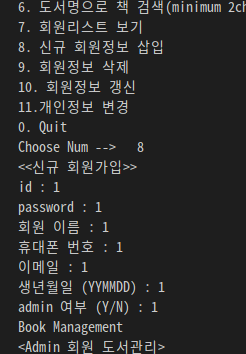 6. 도서명으로 책 검색(minimum 2ch
7. 회원리스트 보기
8. 신규 회원정보 삽입
9. 회원정보 삭제
10. 회원정보 갱신
11.개인정보 변경
0. Quit
Choose Num -->   8
<<신규 회원가입>>
id : 1
password : 1
회원 이름 : 1
휴대폰 번호 : 1
이메일 : 1
생년월일 (YYMMDD) : 1
admin 여부 (Y/N) : 1
Book Management
<Admin 회원 도서관리>